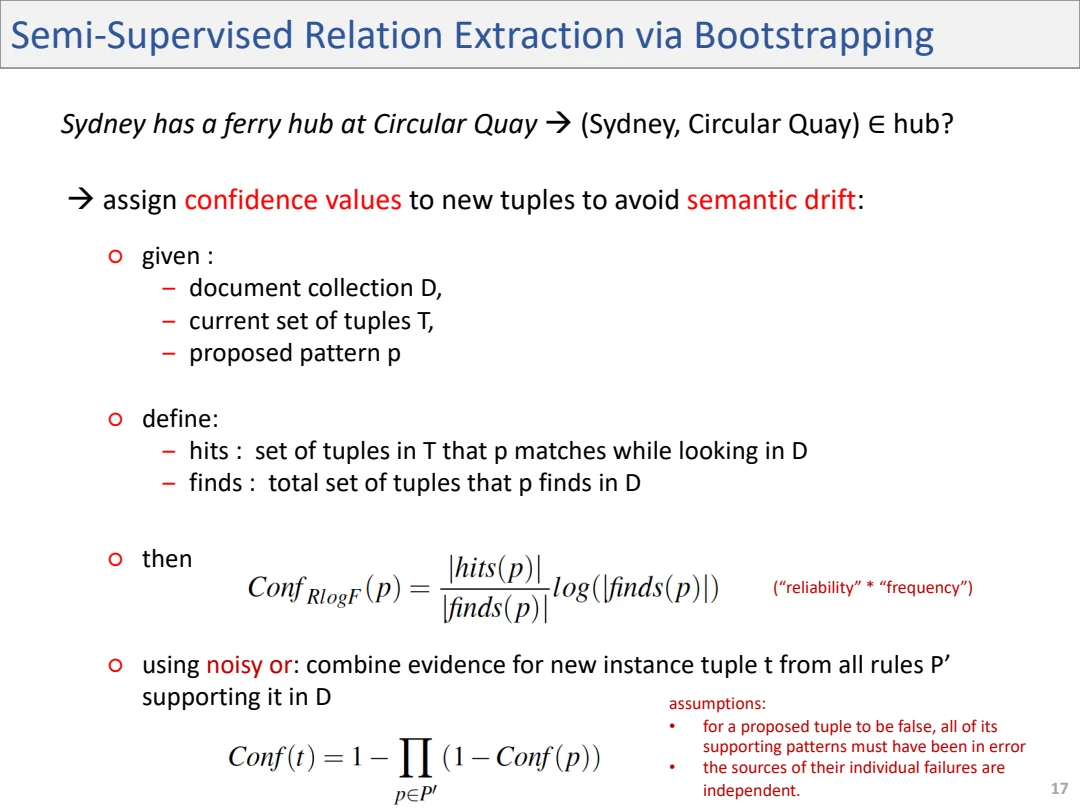 Semi-Supervised Relation Extraction via Bootstrapping
Sydney has a ferry hub at Circular Quay → (Sydney, Circular Quay) ∈ hub?
→ assign confidence values to new tuples to avoid semantic drift:
○ given :
– document collection D,
– current set of tuples T,
– proposed pattern p
○ define:
– hits : set of tuples in T that p matches while looking in D
– finds : total set of tuples that p finds in D
○ then
Conf_RlogF(p) = |hits(p)| / |finds(p)| log(|finds(p)|)
(“reliability” * “frequency”)
○ using noisy or: combine evidence for new instance tuple t from all rules P’
supporting it in D
Conf(t) = 1 − ∏_{p∈P′} (1 − Conf(p))
assumptions:
• for a proposed tuple to be false, all of its
supporting patterns must have been in error
• the sources of their individual failures are
independent.
17